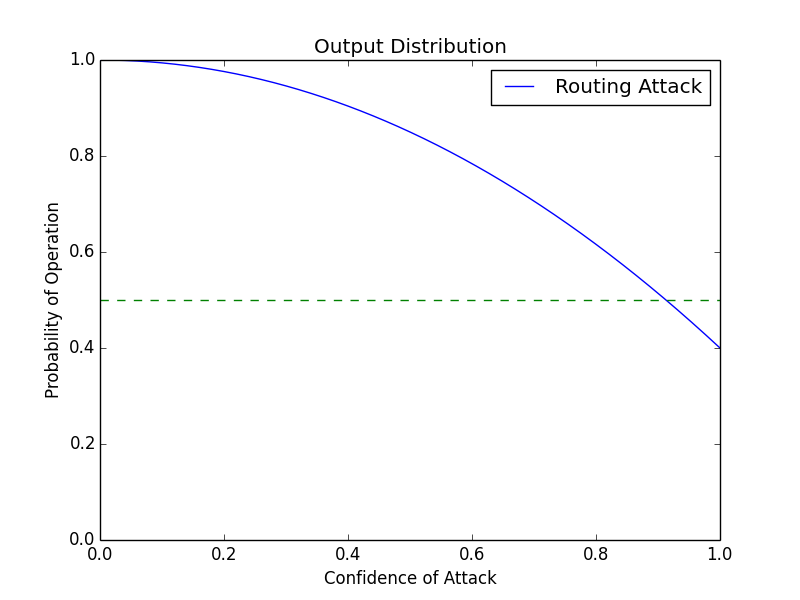 Output Distribution
Routing Attack
Probability of Operation
1.0
0.8
0.6
0.4
0.2
0.0
0.0 0.2 0.4 0.6 0.8 1.0
Confidence of Attack